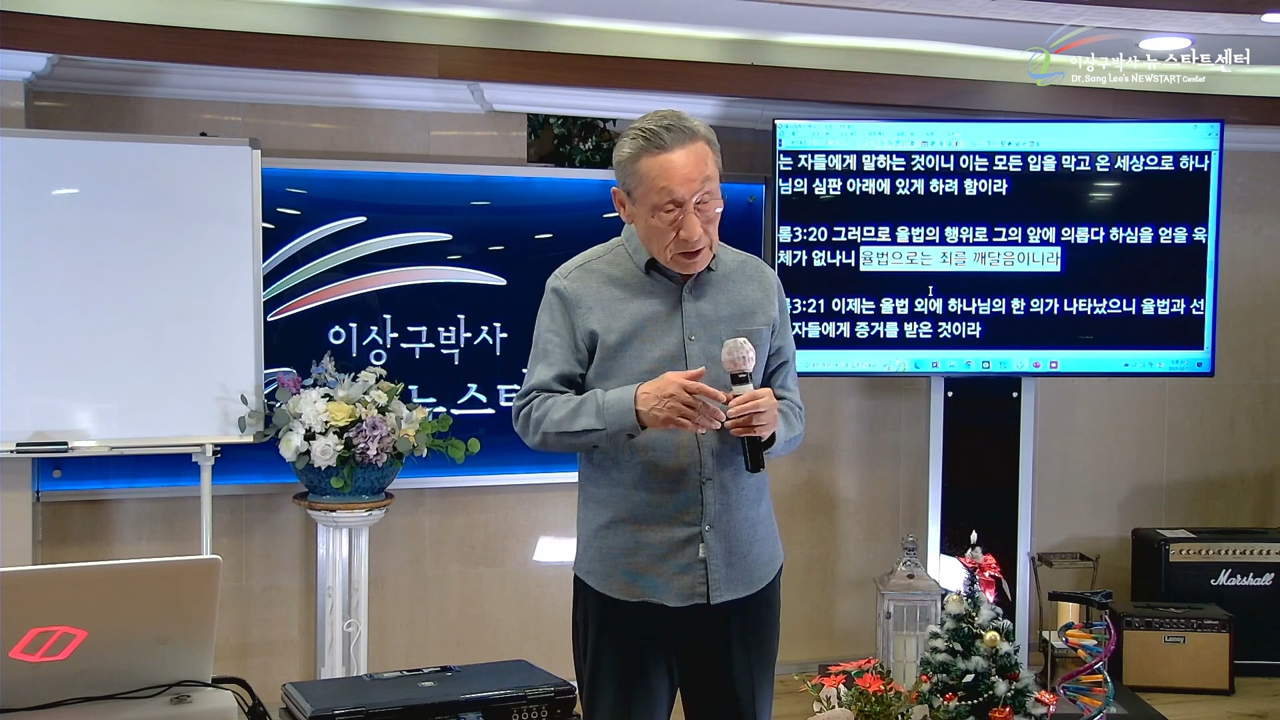 이상구박사 뉴스타트센터
Dr. Sang Lee's NEWSTART Center
는 자들에게 말하는 것이니 이는 모든 입을 막고 온 세상으로 하나
님의 심판 아래에 있게 하려 함이라
롬3:20 그러므로 율법의 행위로 그의 앞에 의롭다 하심을 얻을 육
체가 없나니 율법으로는 죄를 깨달음이니라
3:21 이제는 율법 외에 하나님의 한 의가 나타났으니 율법과 선
자들에게 증거를 받은 것이라
이상구박사
뉴스타
Marshall
Laney